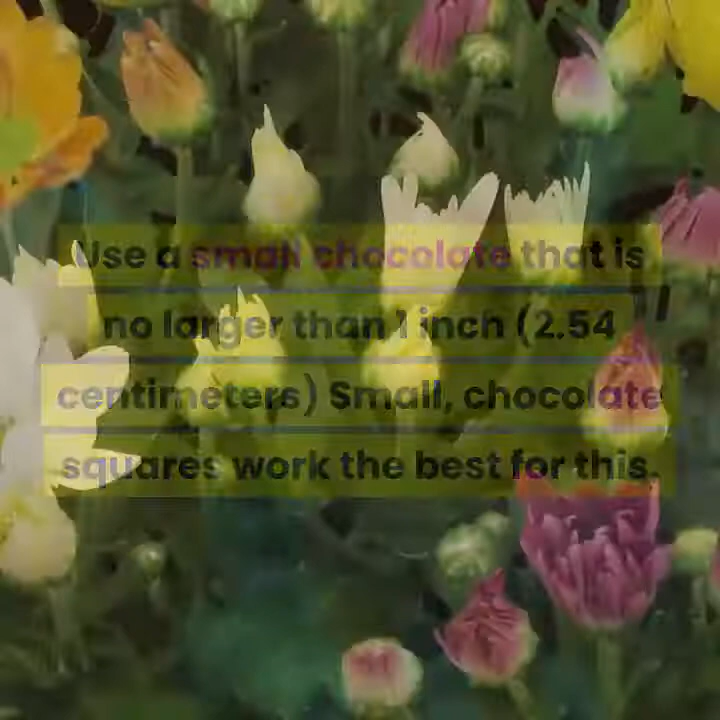 Use a small chocolate that is
no larger than 1 inch (2.54
centimeters) Small, chocolate
squares work the best for this.